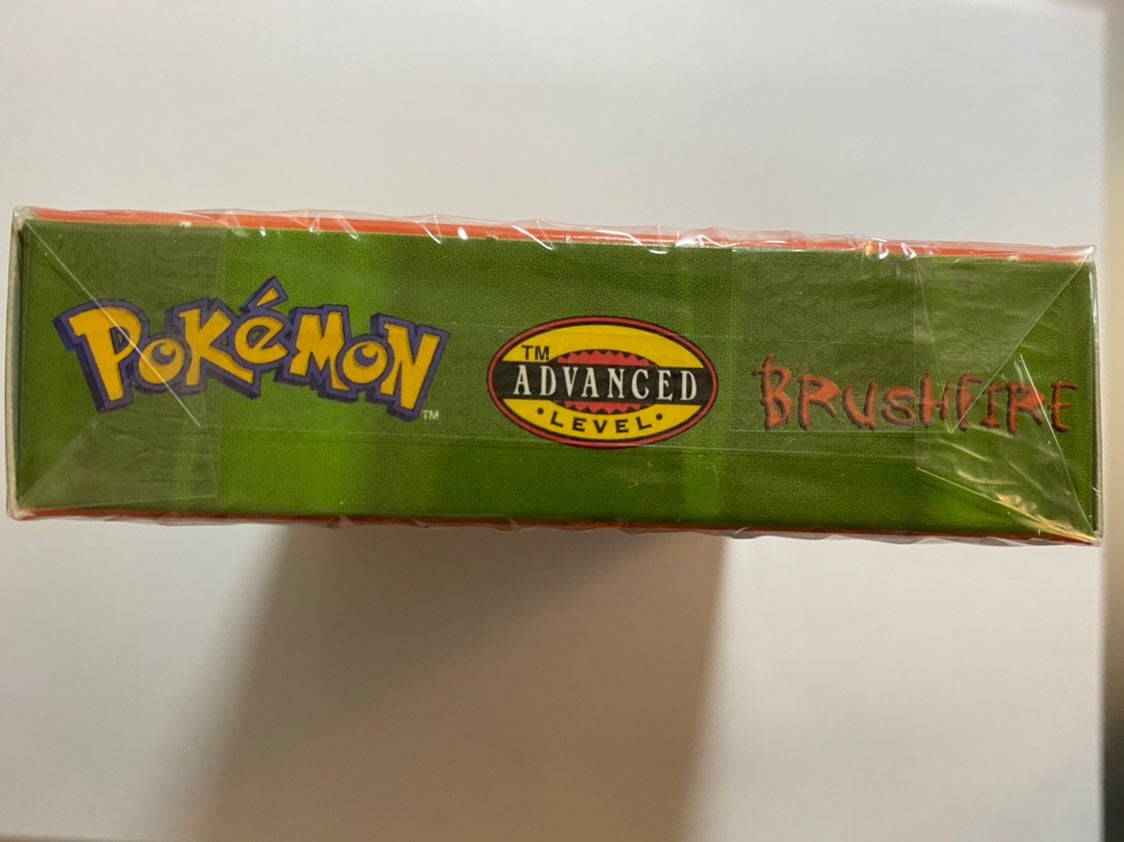 POKéMON TM
TM
ADVANCED
· LEVEL ·
BRUSHFIRE